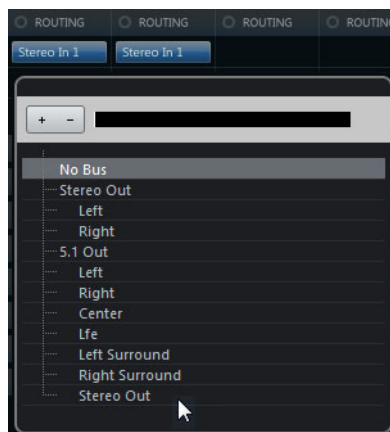 ROUTING ROUTING ROUTING ROUTIN
Stereo In 1 Stereo In 1
+ -
No Bus
Stereo Out
Left
Right
5.1 Out
Left
Right
Center
Lfe
Left Surround
Right Surround
Stereo Out